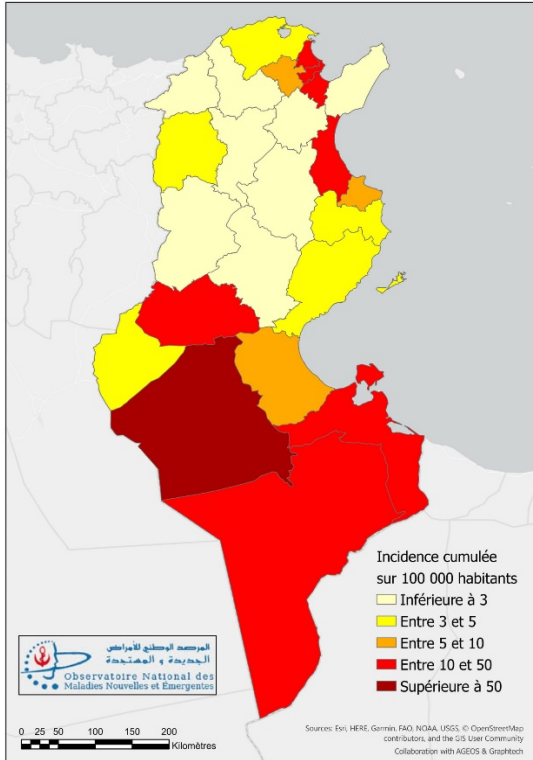 Incidence cumulée
sur 100 000 habitants
Inférieure à 3
Entre 3 et 5
Entre 5 et 10
Entre 10 et 50
Supérieure à 50
المرصد الوطني للأمراض
الجديدة و المستجدة
Observatoire National des
Maladies Nouvelles et Émergentes
0 25 50 100 150 200
Kilomètres
Sources: Esri, HERE, Garmin, FAO, NOAA, USGS, © OpenStreetMap
contributors, and the GIS User Community
Collaboration with AGEOS & Graphtech